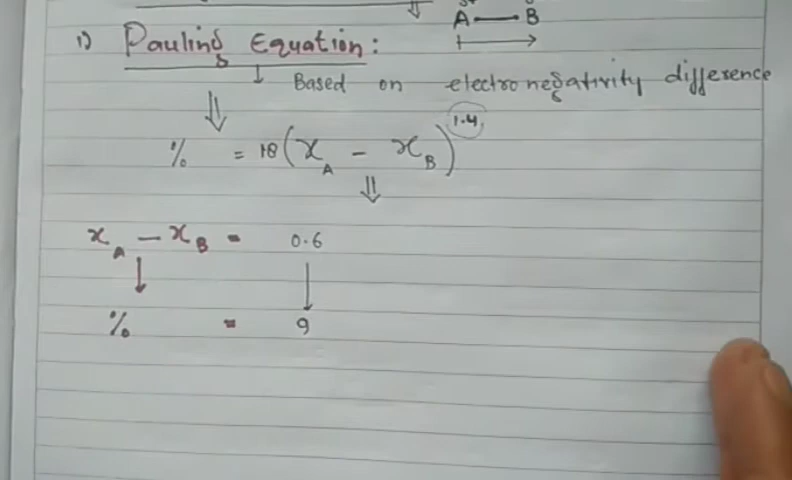 A — B
1) Pauling Equation :
Based on electronegativity difference
% = 18 (x_A - x_B)^1.4
x_A - x_B = 0.6
% = 9